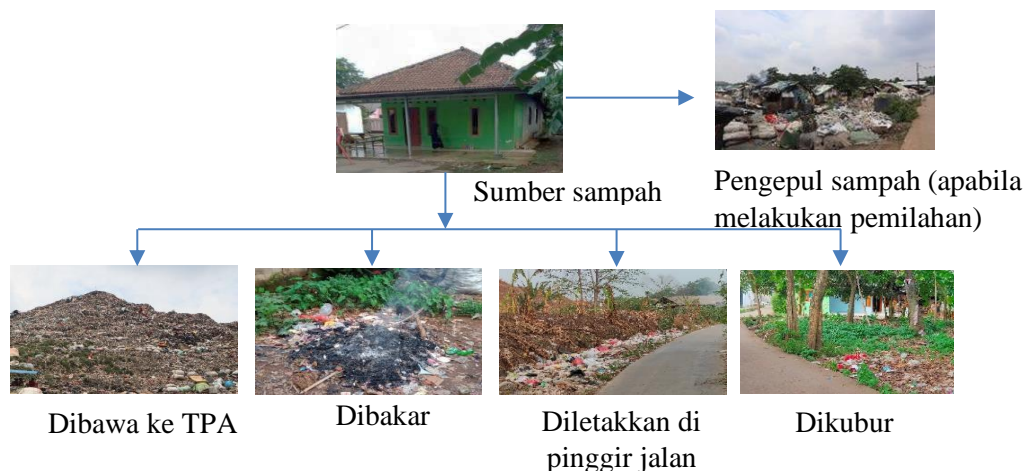 Sumber sampah
Pengepul sampah (apabila
melakukan pemilahan)
Dibawa ke TPA
Dibakar
Diletakkan di
pinggir jalan
Dikubur